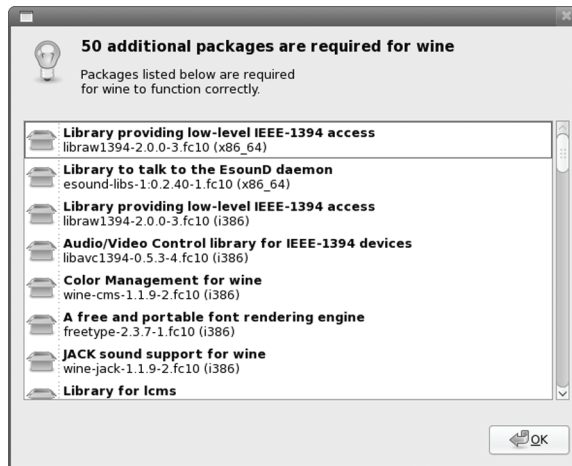 50 additional packages are required for wine
Packages listed below are required
for wine to function correctly.
Library providing low-level IEEE-1394 access
libraw1394-2.0.0-3.fc10 (x86_64)
Library to talk to the EsounD daemon
esound-libs-1:0.2.40-1.fc10 (x86_64)
Library providing low-level IEEE-1394 access
libraw1394-2.0.0-3.fc10 (i386)
Audio/Video Control library for IEEE-1394 devices
libavc1394-0.5.3-4.fc10 (i386)
Color Management for wine
wine-cms-1.1.9-2.fc10 (i386)
A free and portable font rendering engine
freetype-2.3.7-1.fc10 (i386)
JACK sound support for wine
wine-jack-1.1.9-2.fc10 (i386)
Library for lcms
OK